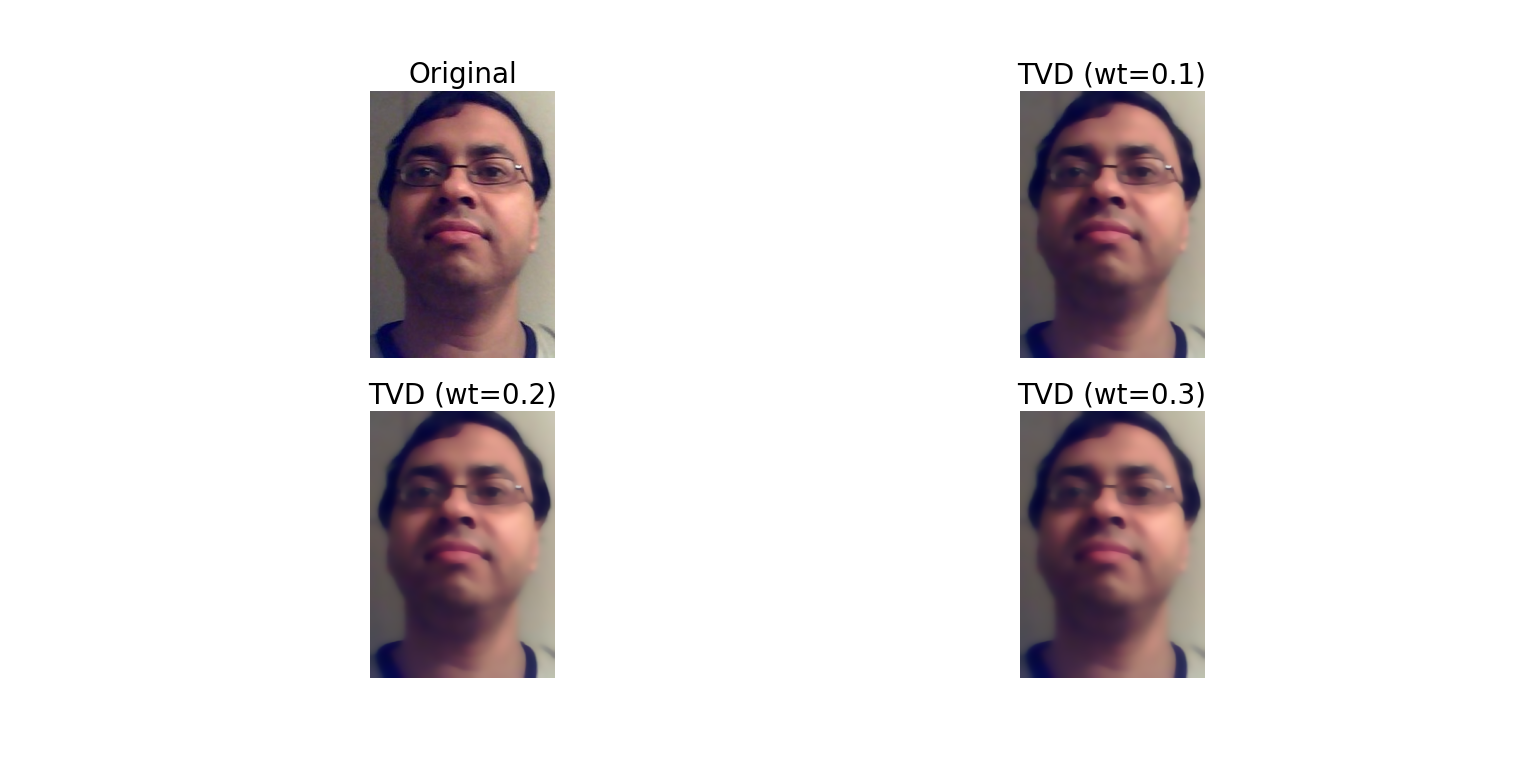 Original
TVD (wt=0.1)
TVD (wt=0.2)
TVD (wt=0.3)